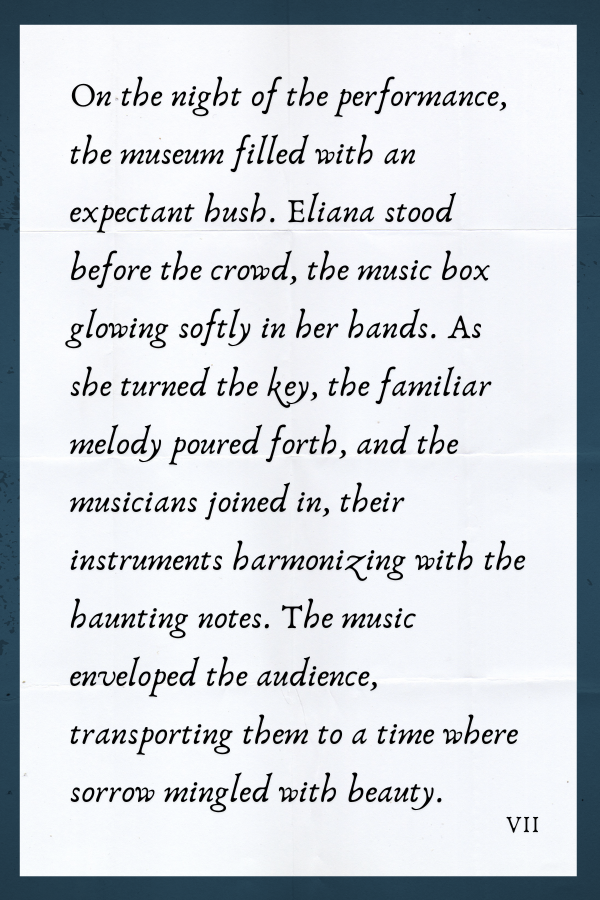 On the night of the performance,
the museum filled with an
expectant hush. Eliana stood
before the crowd, the music box
glowing softly in her hands. As
she turned the key, the familiar
melody poured forth, and the
musicians joined in, their
instruments harmonizing with the
haunting notes. The music
enveloped the audience,
transporting them to a time where
sorrow mingled with beauty.
VII